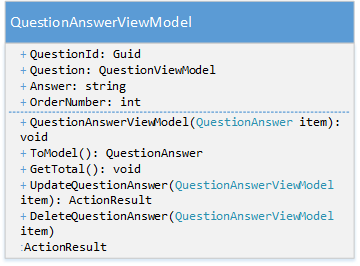 QuestionAnswerViewModel
+ QuestionId: Guid
+ Question: QuestionViewModel
+ Answer: string
+ OrderNumber: int
+ QuestionAnswerViewModel(QuestionAnswer item):
void
+ ToModel(): QuestionAnswer
+ GetTotal(): void
+ UpdateQuestionAnswer(QuestionAnswerViewModel
item): ActionResult
+ DeleteQuestionAnswer(QuestionAnswerViewModel
item)
:ActionResult